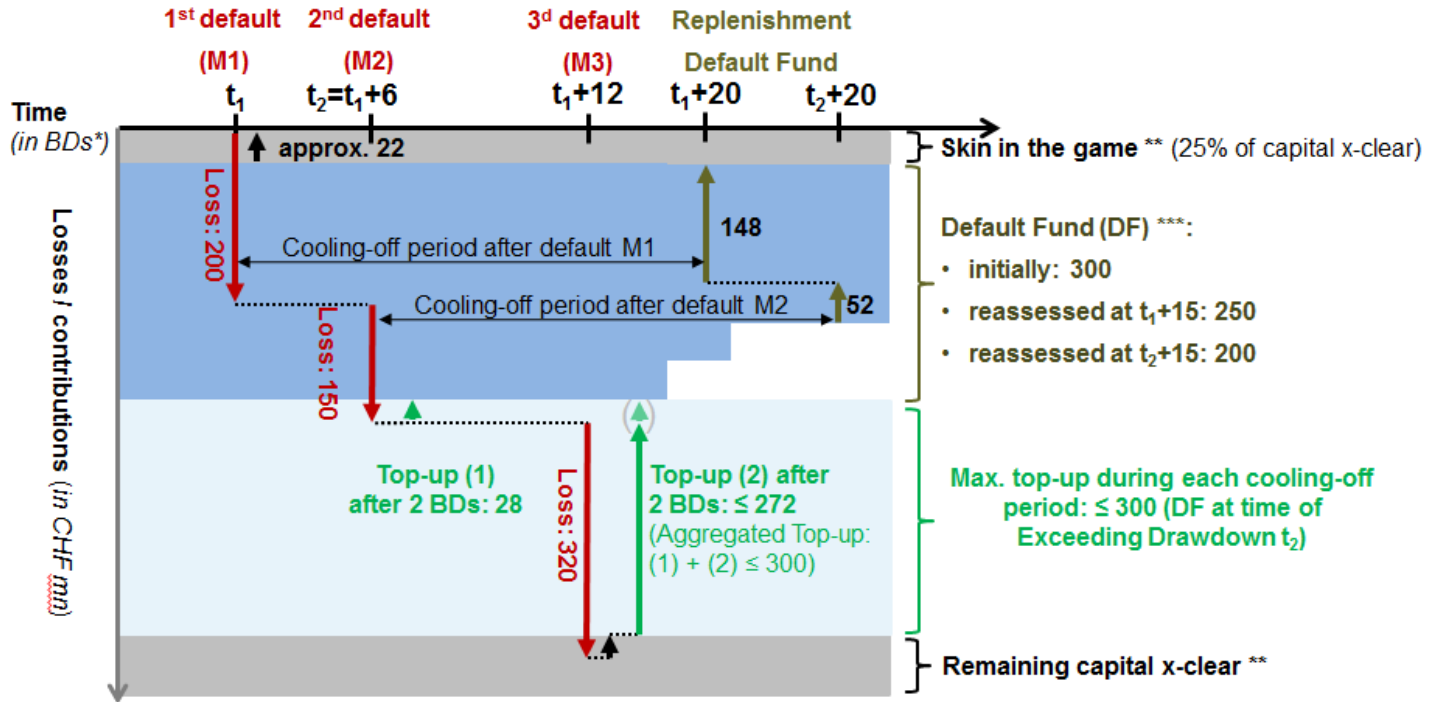 1st default
(M1)
2nd default
(M2)
3d default
(M3)
Replenishment
Default Fund
Time
(in BDs*)
t1
t2=t1+6
t1+12
t1+20
t2+20
approx. 22
Skin in the game ** (25% of capital x-clear)
Losses / contributions (in CHF mn)
Loss: 200
148
Cooling-off period after default M1
Cooling-off period after default M2
52
Loss: 150
Default Fund (DF) ***:
• initially: 300
• reassessed at t1+15: 250
• reassessed at t2+15: 200
( )
Top-up (1)
after 2 BDs: 28
Loss: 320
Top-up (2) after
2 BDs: ≤ 272
(Aggregated Top-up:
(1) + (2) ≤ 300)
Max. top-up during each cooling-off
period: ≤ 300 (DF at time of
Exceeding Drawdown t2)
Remaining capital x-clear **